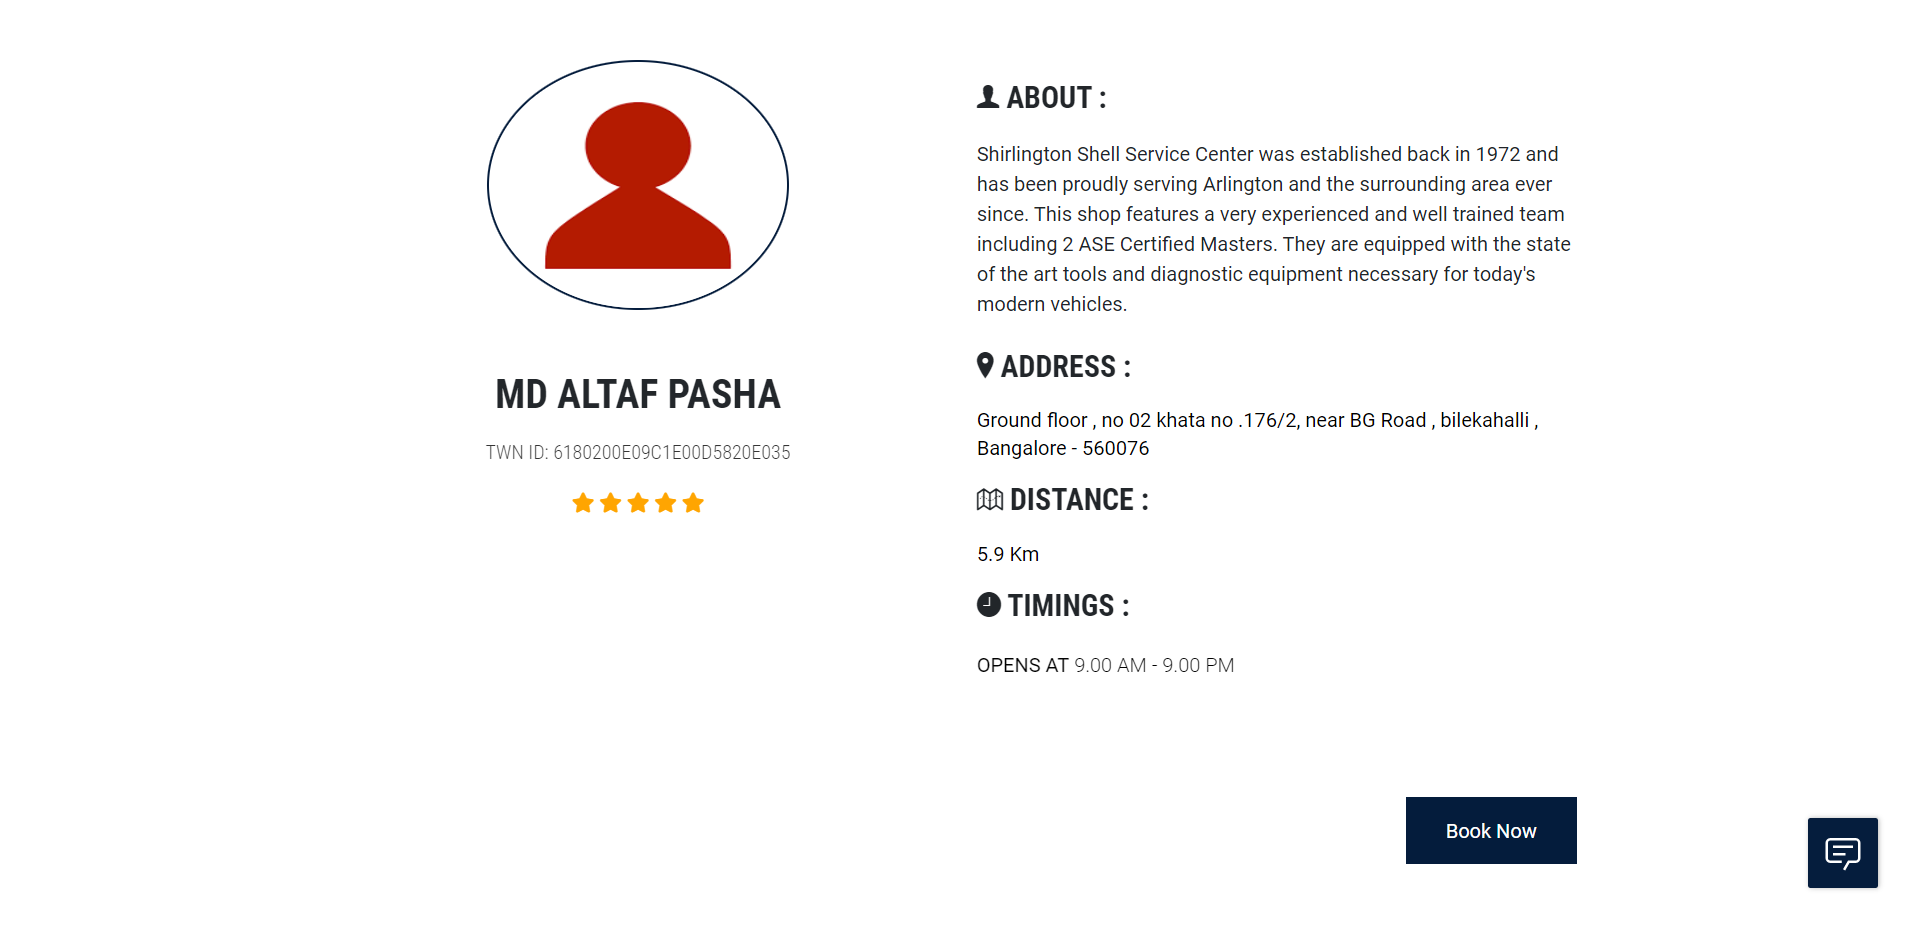 MD ALTAF PASHA
TWN ID: 6180200E09C1E00D5820E035
ABOUT :
Shirlington Shell Service Center was established back in 1972 and
has been proudly serving Arlington and the surrounding area ever
since. This shop features a very experienced and well trained team
including 2 ASE Certified Masters. They are equipped with the state
of the art tools and diagnostic equipment necessary for today's
modern vehicles.
ADDRESS :
Ground floor , no 02 khata no .176/2, near BG Road , bilekahalli ,
Bangalore - 560076
DISTANCE :
5.9 Km
TIMINGS :
OPENS AT 9.00 AM - 9.00 PM
Book Now